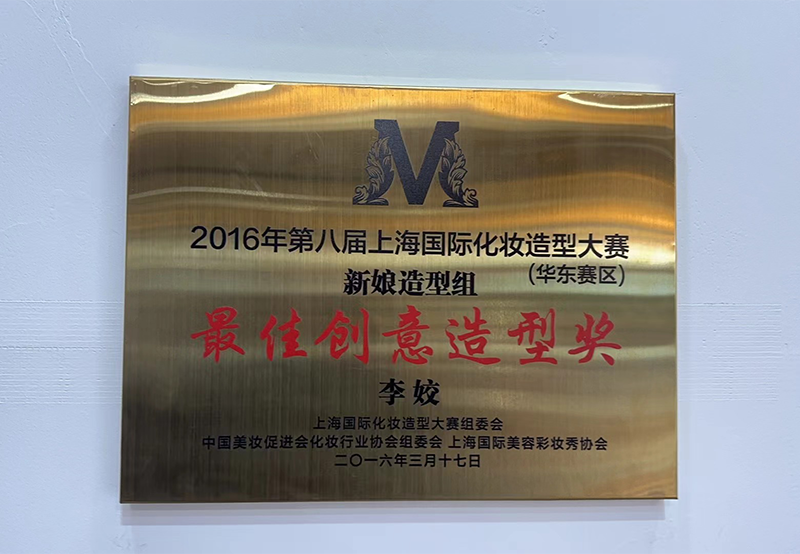 M
2016年第八届上海国际化妆造型大赛
(华东赛区)
新娘造型组
最佳创意造型奖
李姣
上海国际化妆造型大赛组委会
中国美妆促进会化妆行业协会组委会 上海国际美容彩妆秀协会
二〇一六年三月十七日